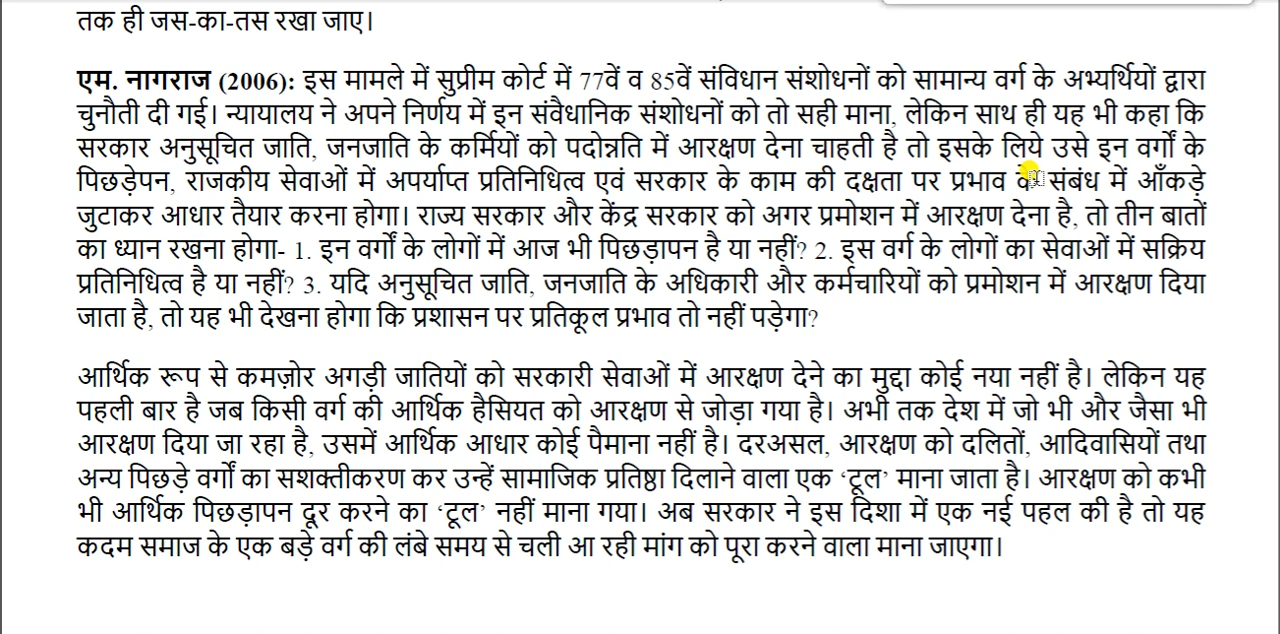 तक ही जस-का-तस रखा जाए।
एम. नागराज (2006): इस मामले में सुप्रीम कोर्ट में 77वें व 85वें संविधान संशोधनों को सामान्य वर्ग के अभ्यर्थियों द्वारा
चुनौती दी गई। न्यायालय ने अपने निर्णय में इन संवैधानिक संशोधनों को तो सही माना, लेकिन साथ ही यह भी कहा कि
सरकार अनुसूचित जाति, जनजाति के कर्मियों को पदोन्नति में आरक्षण देना चाहती है तो इसके लिये उसे इन वर्गों के
पिछड़ेपन, राजकीय सेवाओं में अपर्याप्त प्रतिनिधित्व एवं सरकार के काम की दक्षता पर प्रभाव के संबंध में आँकड़े
जुटाकर आधार तैयार करना होगा। राज्य सरकार और केंद्र सरकार को अगर प्रमोशन में आरक्षण देना है, तो तीन बातों
का ध्यान रखना होगा- 1. इन वर्गों के लोगों में आज भी पिछड़ापन है या नहीं? 2. इस वर्ग के लोगों का सेवाओं में सक्रिय
प्रतिनिधित्व है या नहीं? 3. यदि अनुसूचित जाति, जनजाति के अधिकारी और कर्मचारियों को प्रमोशन में आरक्षण दिया
जाता है, तो यह भी देखना होगा कि प्रशासन पर प्रतिकूल प्रभाव तो नहीं पड़ेगा?
आर्थिक रूप से कमज़ोर अगड़ी जातियों को सरकारी सेवाओं में आरक्षण देने का मुद्दा कोई नया नहीं है। लेकिन यह
पहली बार है जब किसी वर्ग की आर्थिक हैसियत को आरक्षण से जोड़ा गया है। अभी तक देश में जो भी और जैसा भी
आरक्षण दिया जा रहा है, उसमें आर्थिक आधार कोई पैमाना नहीं है। दरअसल, आरक्षण को दलितों, आदिवासियों तथा
अन्य पिछड़े वर्गों का सशक्तीकरण कर उन्हें सामाजिक प्रतिष्ठा दिलाने वाला एक ‘टूल’ माना जाता है। आरक्षण को कभी
भी आर्थिक पिछड़ापन दूर करने का ‘टूल’ नहीं माना गया। अब सरकार ने इस दिशा में एक नई पहल की है तो यह
कदम समाज के एक बड़े वर्ग की लंबे समय से चली आ रही मांग को पूरा करने वाला माना जाएगा।